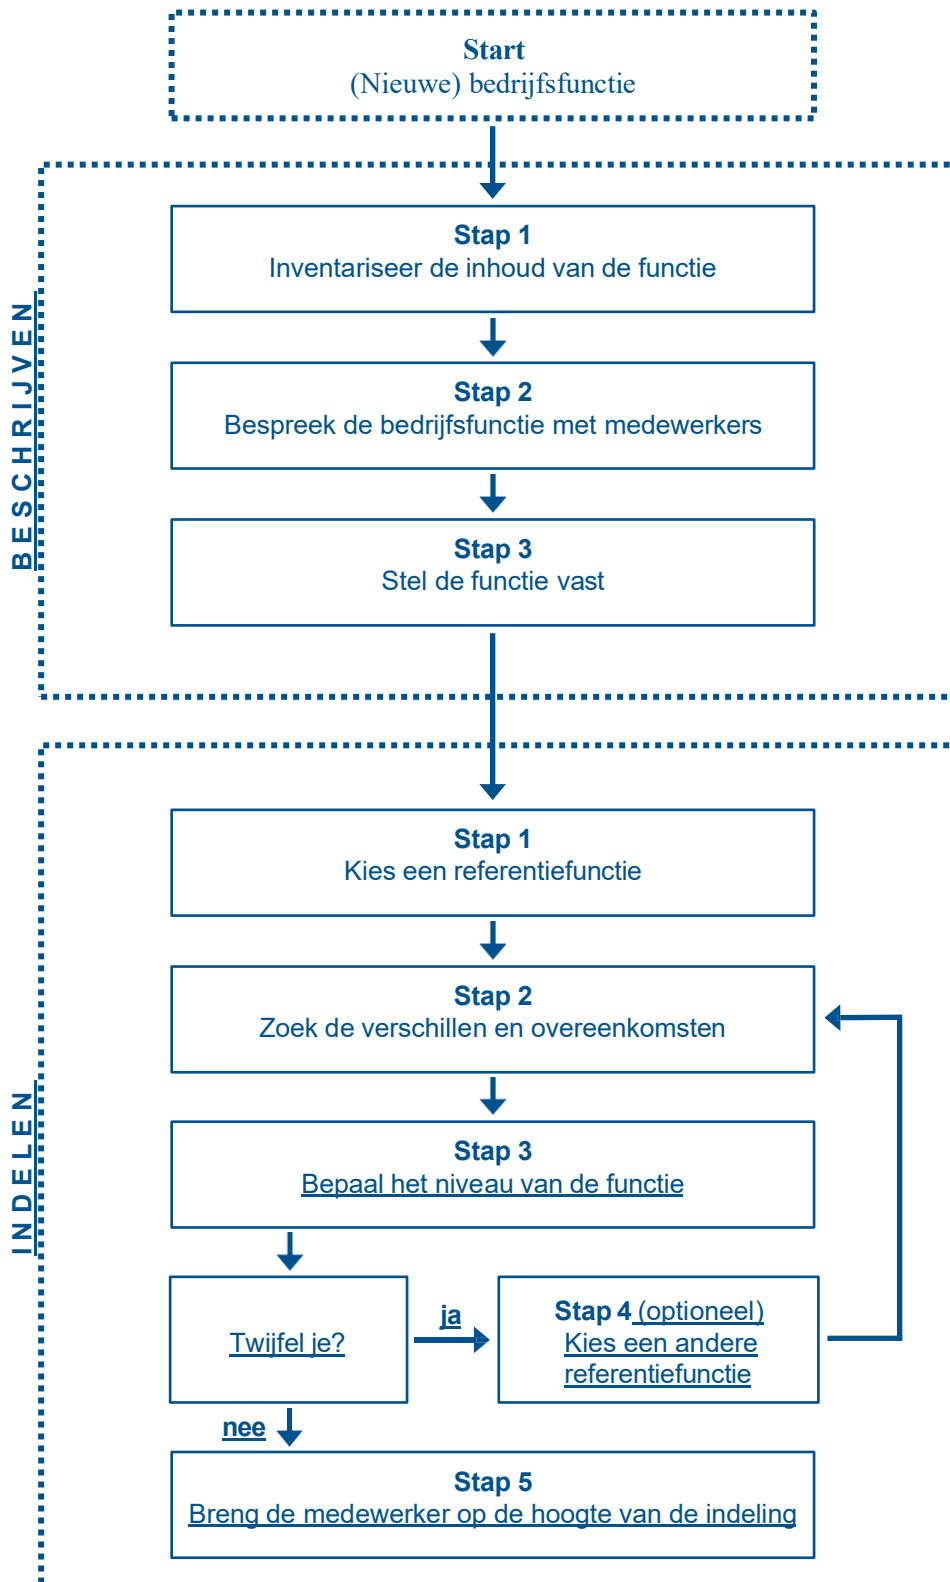 Start
(Nieuwe) bedrijfsfunctie
BESCHRIJVEN
Stap 1
Inventariseer de inhoud van de functie
Stap 2
Bespreek de bedrijfsfunctie met medewerkers
Stap 3
Stel de functie vast
INDELEN
Stap 1
Kies een referentiefunctie
Stap 2
Zoek de verschillen en overeenkomsten
Stap 3
Bepaal het niveau van de functie
Twijfel je?
ja
Stap 4 (optioneel)
Kies een andere
referentiefunctie
nee
Stap 5
Breng de medewerker op de hoogte van de indeling